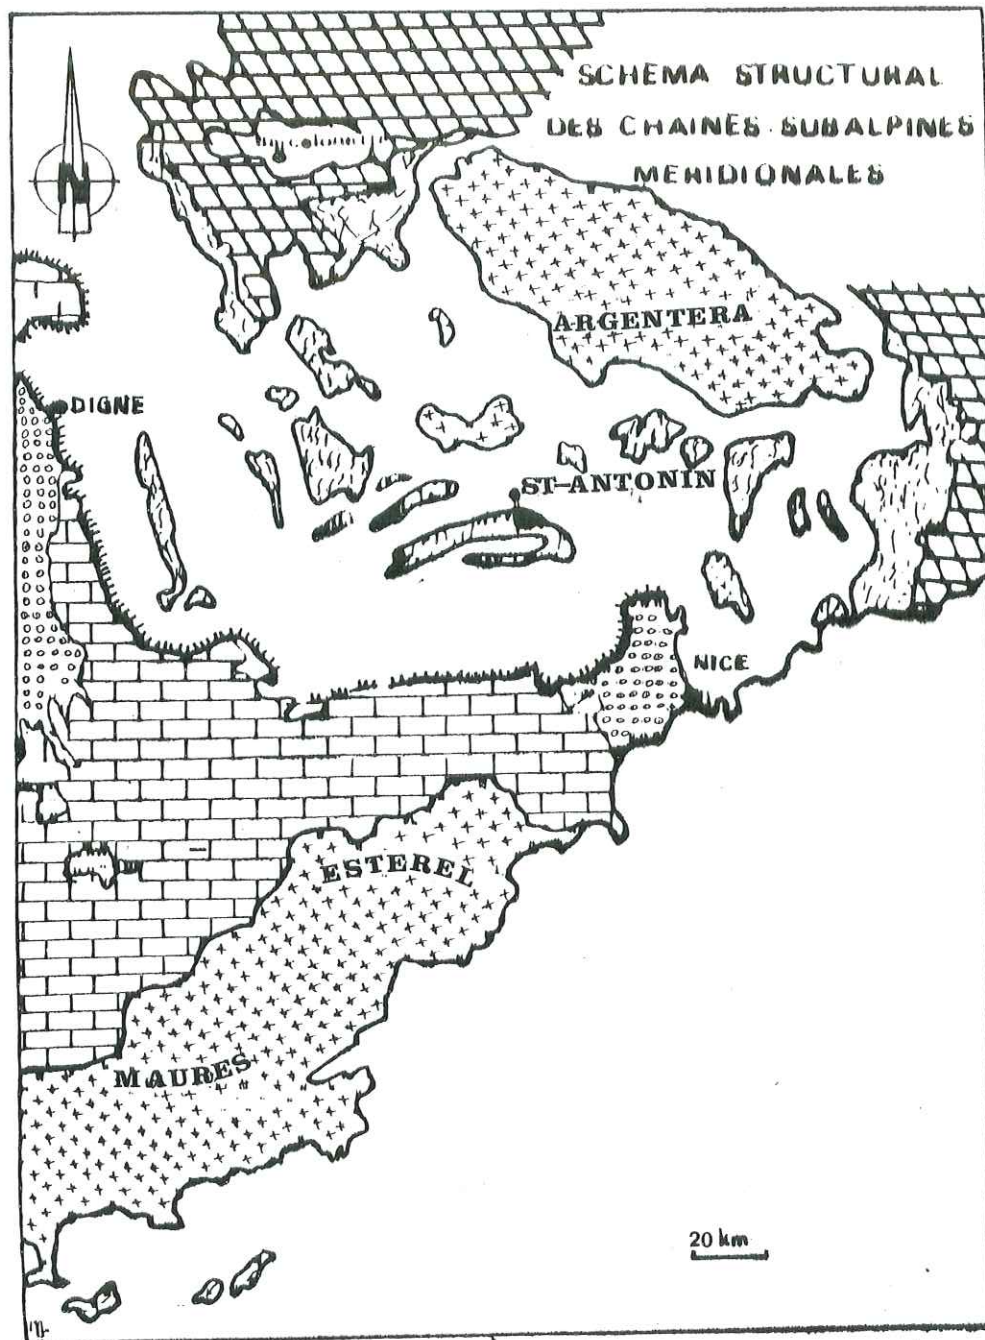 SCHEMA STRUCTURAL
DES CHAINES SUBALPINES
MERIDIONALES
N
ARGENTERA
DIGNE
ST-ANTONIN
NICE
ESTEREL
MAURES
20 km